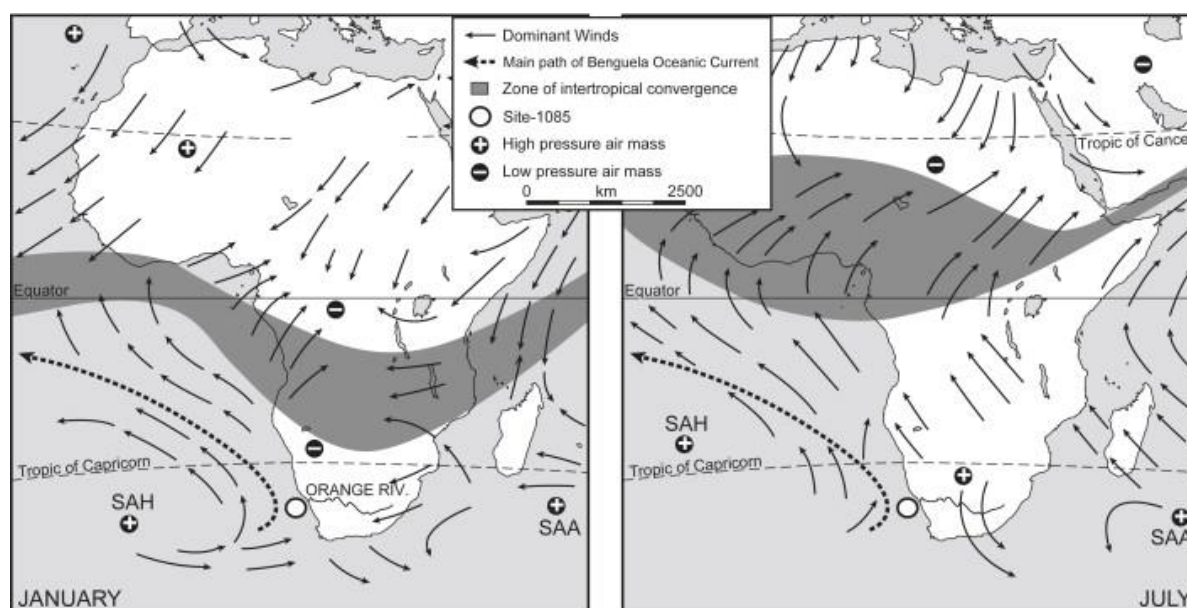 Dominant Winds
Main path of Benguela Oceanic Current
Zone of intertropical convergence
Site-1085
High pressure air mass
Low pressure air mass
0 km 2500
Equator
Tropic of Capricorn
ORANGE RIV.
SAH
SAA
JANUARY
Tropic of Cancer
Equator
SAH
Tropic of Capricorn
SAA
JULY